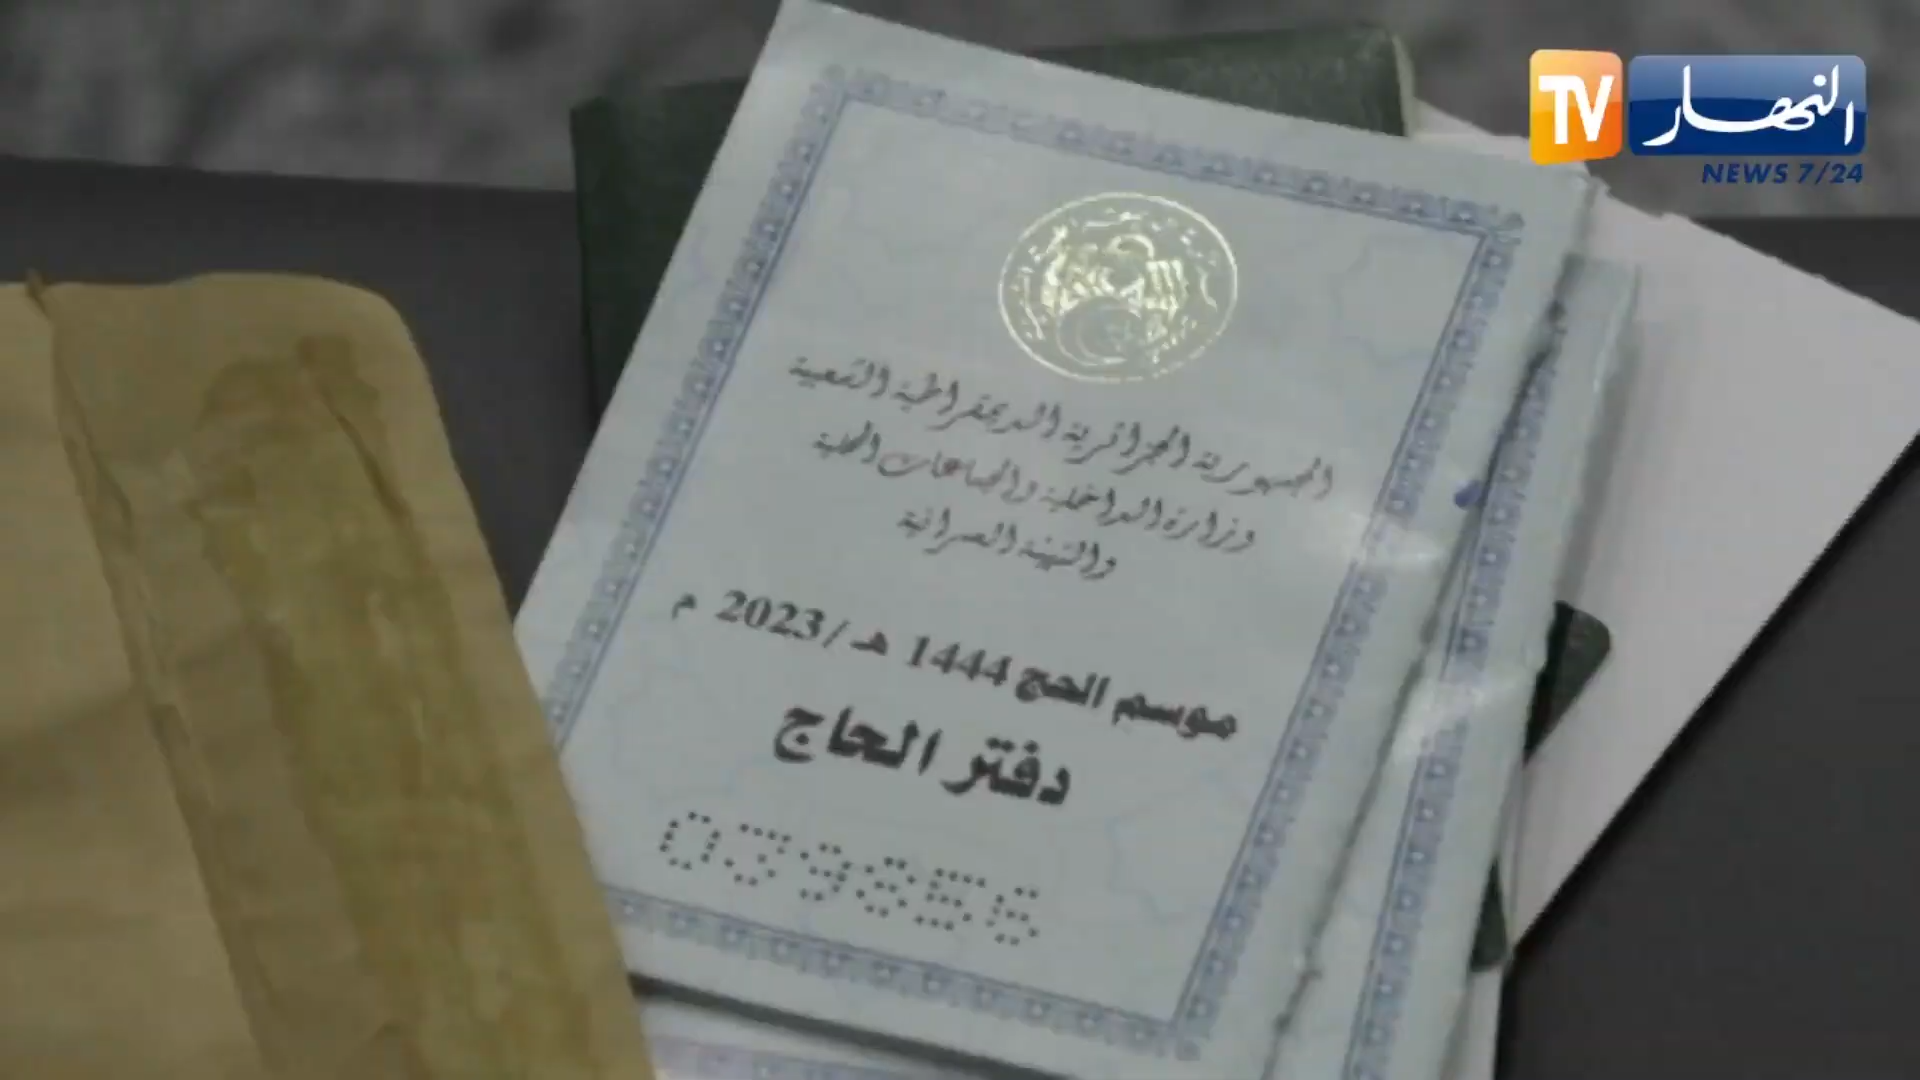 TV النهار
NEWS 7/24
الجمهورية الجزائرية الديمقراطية الشعبية
وزارة الداخلية والجماعات المحلية
والتهيئة العمرانية
موسم الحج 1444 هـ / 2023 م
دفتر الحاج
039856